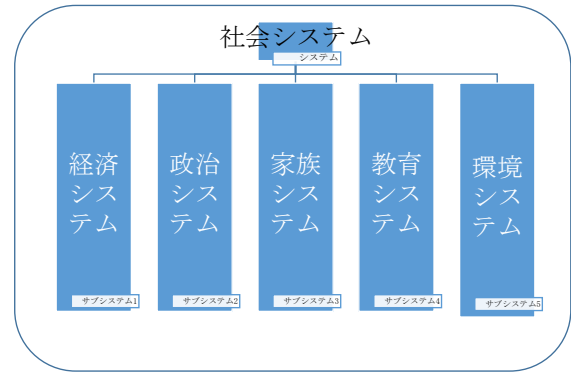 社会システム
システム
経済
シス
テム
サブシステム1
政治
シス
テム
サブシステム2
家族
シス
テム
サブシステム3
教育
シス
テム
サブシステム4
環境
シス
テム
サブシステム5